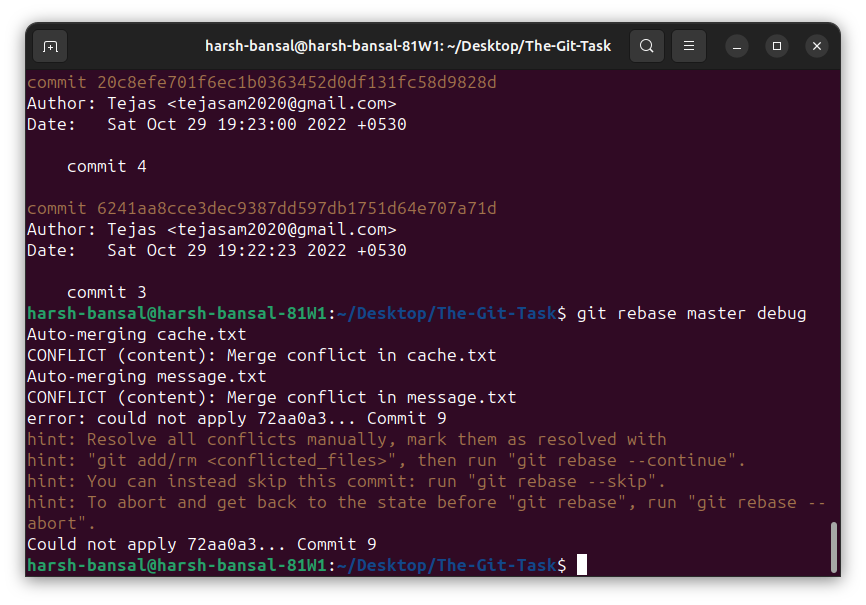 harsh-bansal@harsh-bansal-81W1: ~/Desktop/The-Git-Task
commit 20c8efe701f6ec1b0363452d0df131fc58d9828d
Author: Tejas <tejasam2020@gmail.com>
Date:   Sat Oct 29 19:23:00 2022 +0530
    commit 4
commit 6241aa8cce3dec9387dd597db1751d64e707a71d
Author: Tejas <tejasam2020@gmail.com>
Date:   Sat Oct 29 19:22:23 2022 +0530
    commit 3
harsh-bansal@harsh-bansal-81W1:~/Desktop/The-Git-Task$ git rebase master debug
Auto-merging cache.txt
CONFLICT (content): Merge conflict in cache.txt
Auto-merging message.txt
CONFLICT (content): Merge conflict in message.txt
error: could not apply 72aa0a3... Commit 9
hint: Resolve all conflicts manually, mark them as resolved with
hint: "git add/rm <conflicted_files>", then run "git rebase --continue".
hint: You can instead skip this commit: run "git rebase --skip".
hint: To abort and get back to the state before "git rebase", run "git rebase --
abort".
Could not apply 72aa0a3... Commit 9
harsh-bansal@harsh-bansal-81W1:~/Desktop/The-Git-Task$